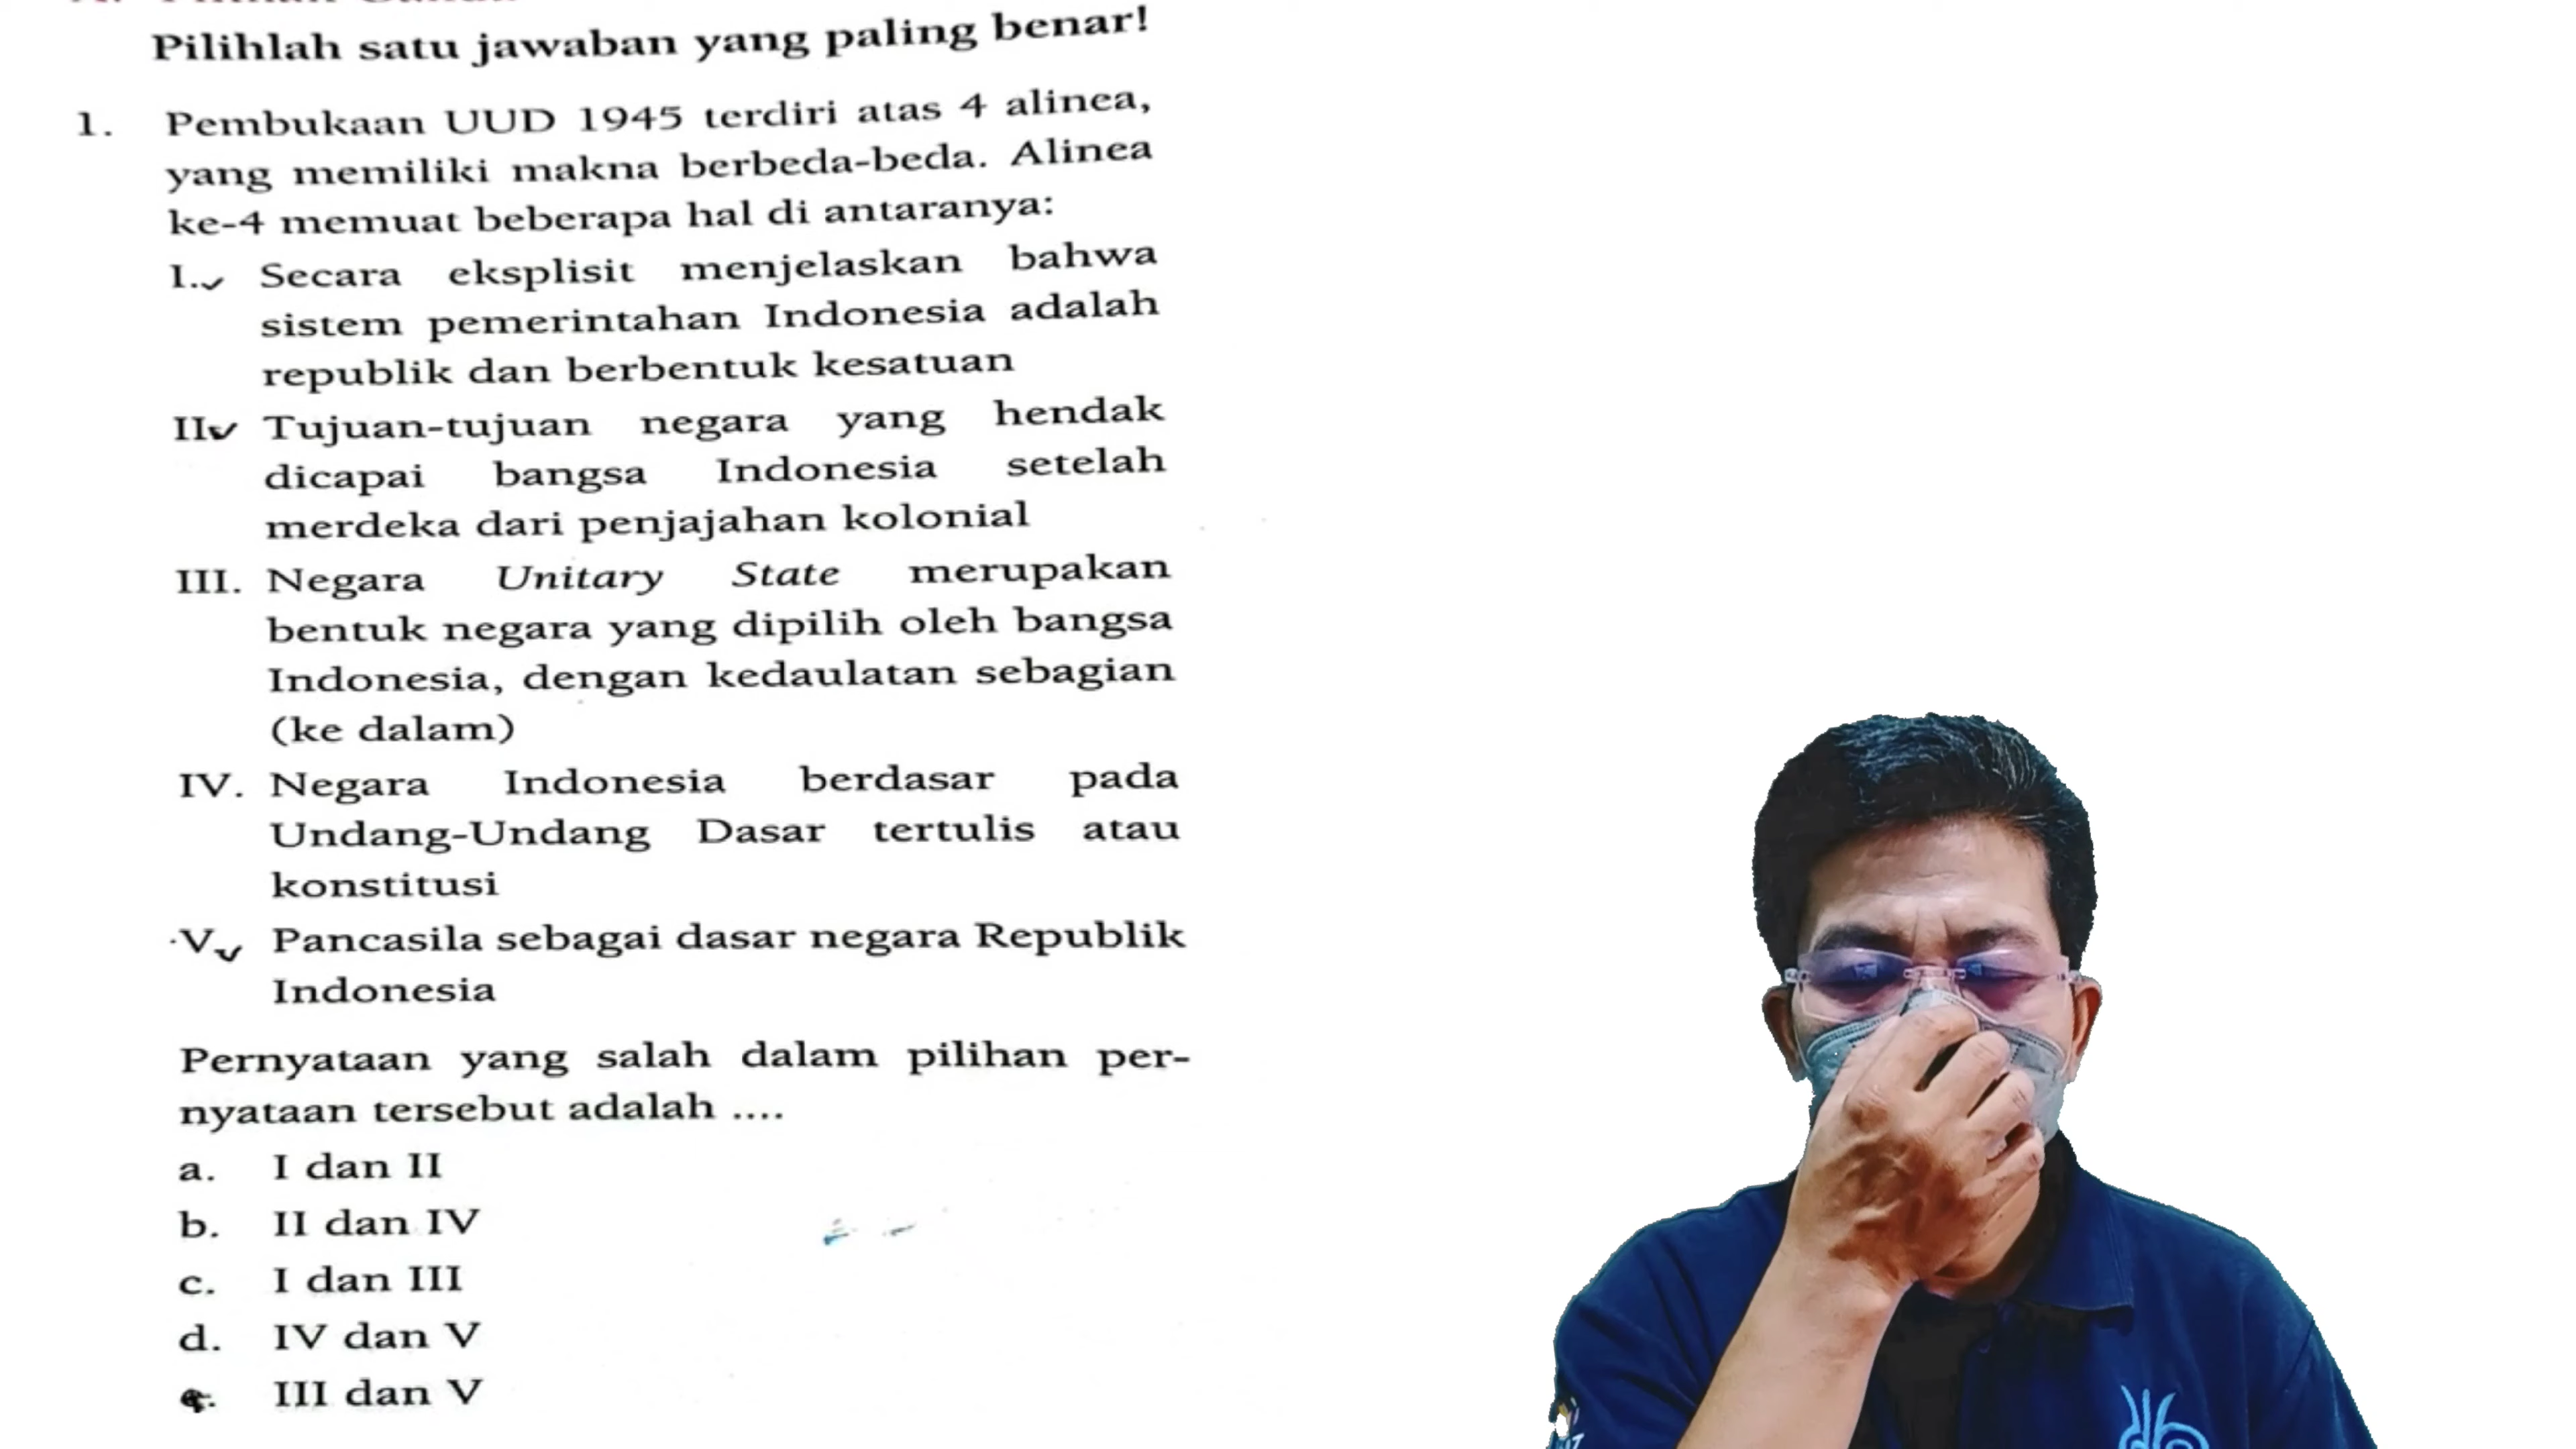 Pilihlah satu jawaban yang paling benar!
1. Pembukaan UUD 1945 terdiri atas 4 alinea,
yang memiliki makna berbeda-beda. Alinea
ke-4 memuat beberapa hal di antaranya:
I. Secara eksplisit menjelaskan bahwa
sistem pemerintahan Indonesia adalah
republik dan berbentuk kesatuan
II. Tujuan-tujuan negara yang hendak
dicapai bangsa Indonesia setelah
merdeka dari penjajahan kolonial
III. Negara Unitary State merupakan
bentuk negara yang dipilih oleh bangsa
Indonesia, dengan kedaulatan sebagian
(ke dalam)
IV. Negara Indonesia berdasar pada
Undang-Undang Dasar tertulis atau
konstitusi
V. Pancasila sebagai dasar negara Republik
Indonesia
Pernyataan yang salah dalam pilihan per-
nyataan tersebut adalah ....
a. I dan II
b. II dan IV
c. I dan III
d. IV dan V
e. III dan V